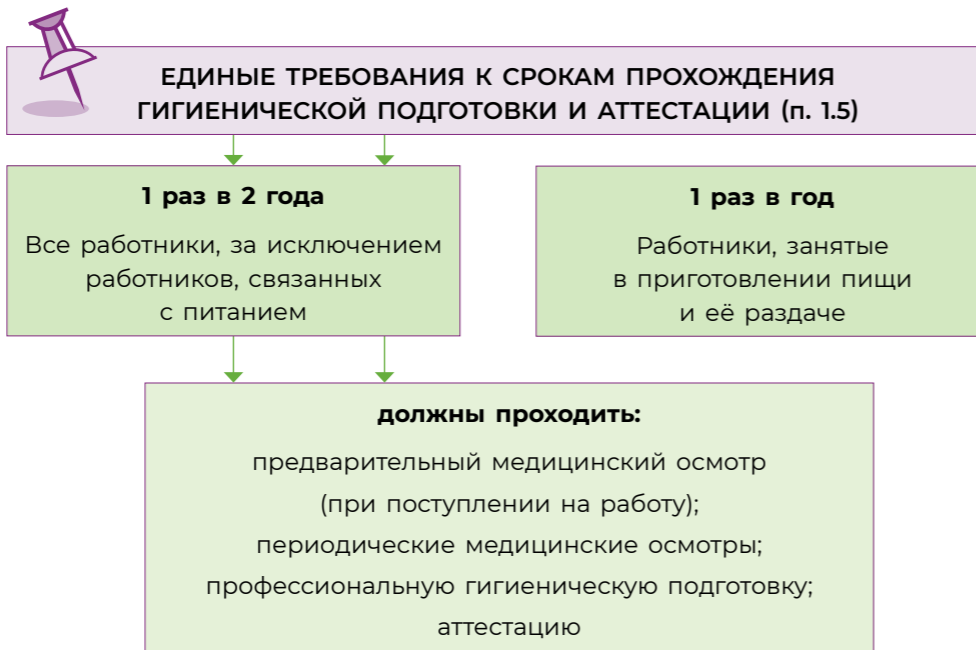 ЕДИНЫЕ ТРЕБОВАНИЯ К СРОКАМ ПРОХОЖДЕНИЯ
ГИГИЕНИЧЕСКОЙ ПОДГОТОВКИ И АТТЕСТАЦИИ (п. 1.5)
1 раз в 2 года
Все работники, за исключением
работников, связанных
с питанием
1 раз в год
Работники, занятые
в приготовлении пищи
и её раздаче
должны проходить:
предварительный медицинский осмотр
(при поступлении на работу);
периодические медицинские осмотры;
профессиональную гигиеническую подготовку;
аттестацию